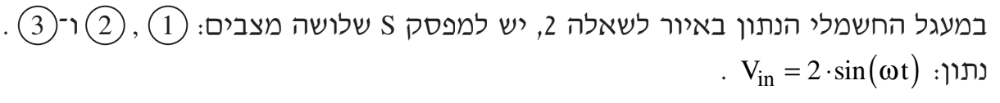 במעגל החשמלי הנתון באיור לשאלה 2, יש למפסק S שלושה מצבים: ① , ② ו־③ .
נתון: V_in = 2·sin(ωt) .